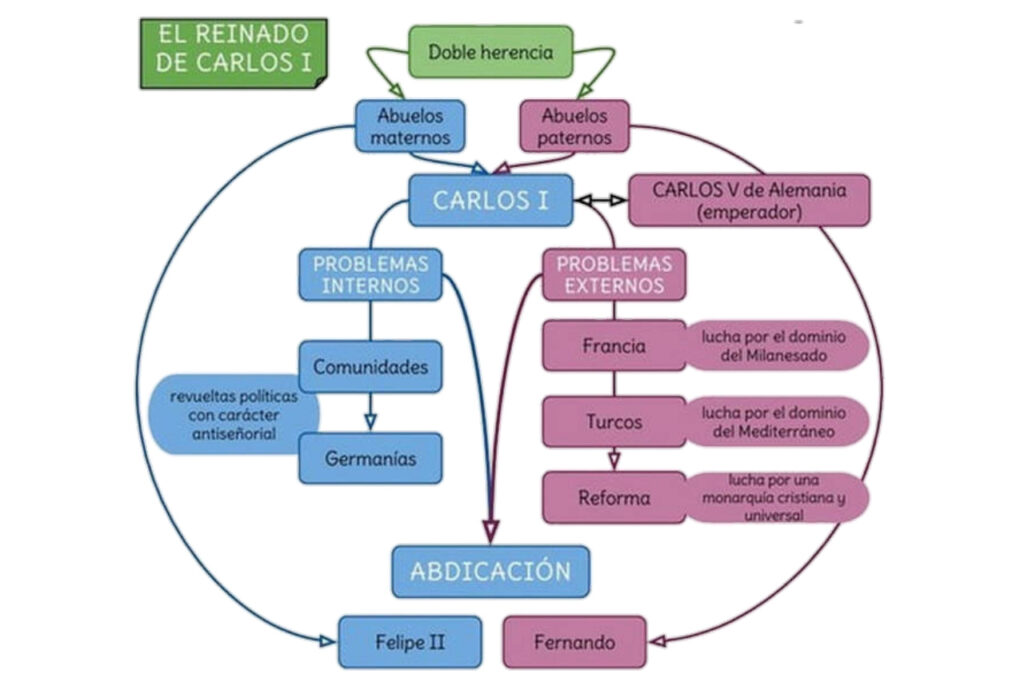 EL REINADO
DE CARLOS I
Doble herencia
Abuelos
maternos
Abuelos
paternos
CARLOS I
CARLOS V de Alemania
(emperador)
PROBLEMAS
INTERNOS
PROBLEMAS
EXTERNOS
Francia
lucha por el dominio
del Milanesado
Comunidades
revueltas políticas
con carácter
antiseñorial
Turcos
lucha por el dominio
del Mediterráneo
Germanías
Reforma
lucha por una
monarquía cristiana y
universal
ABDICACIÓN
Felipe II
Fernando